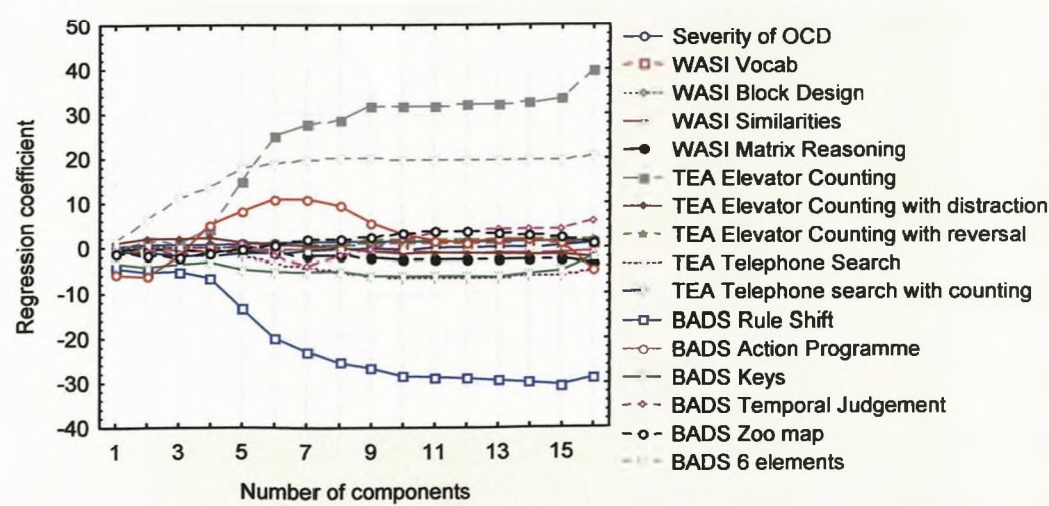 50
40
30
20
10
0
-10
-20
-30
-40
Regression coefficient
1 3 5 7 9 11 13 15
Number of components
Severity of OCD
WASI Vocab
WASI Block Design
WASI Similarities
WASI Matrix Reasoning
TEA Elevator Counting
TEA Elevator Counting with distraction
TEA Elevator Counting with reversal
TEA Telephone Search
TEA Telephone search with counting
BADS Rule Shift
BADS Action Programme
BADS Keys
BADS Temporal Judgement
BADS Zoo map
BADS 6 elements